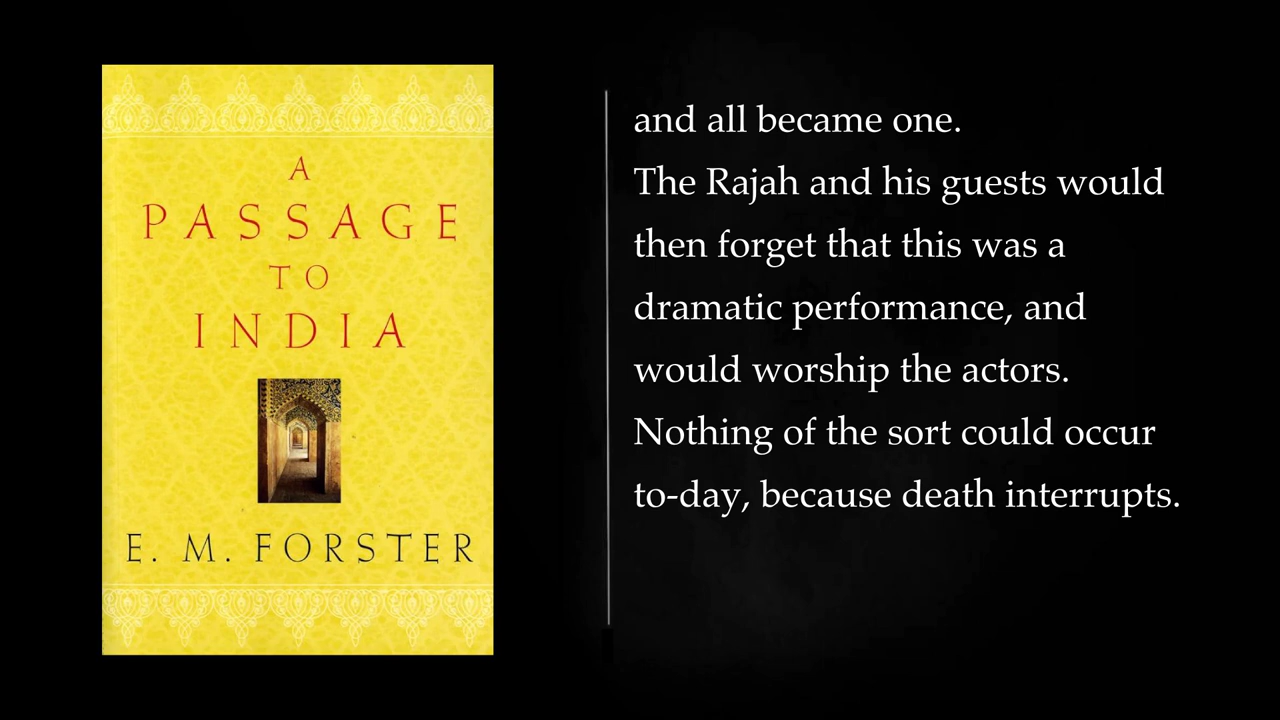 A
PASSAGE
TO
INDIA
E. M. FORSTER
and all became one.
The Rajah and his guests would
then forget that this was a
dramatic performance, and
would worship the actors.
Nothing of the sort could occur
to-day, because death interrupts.